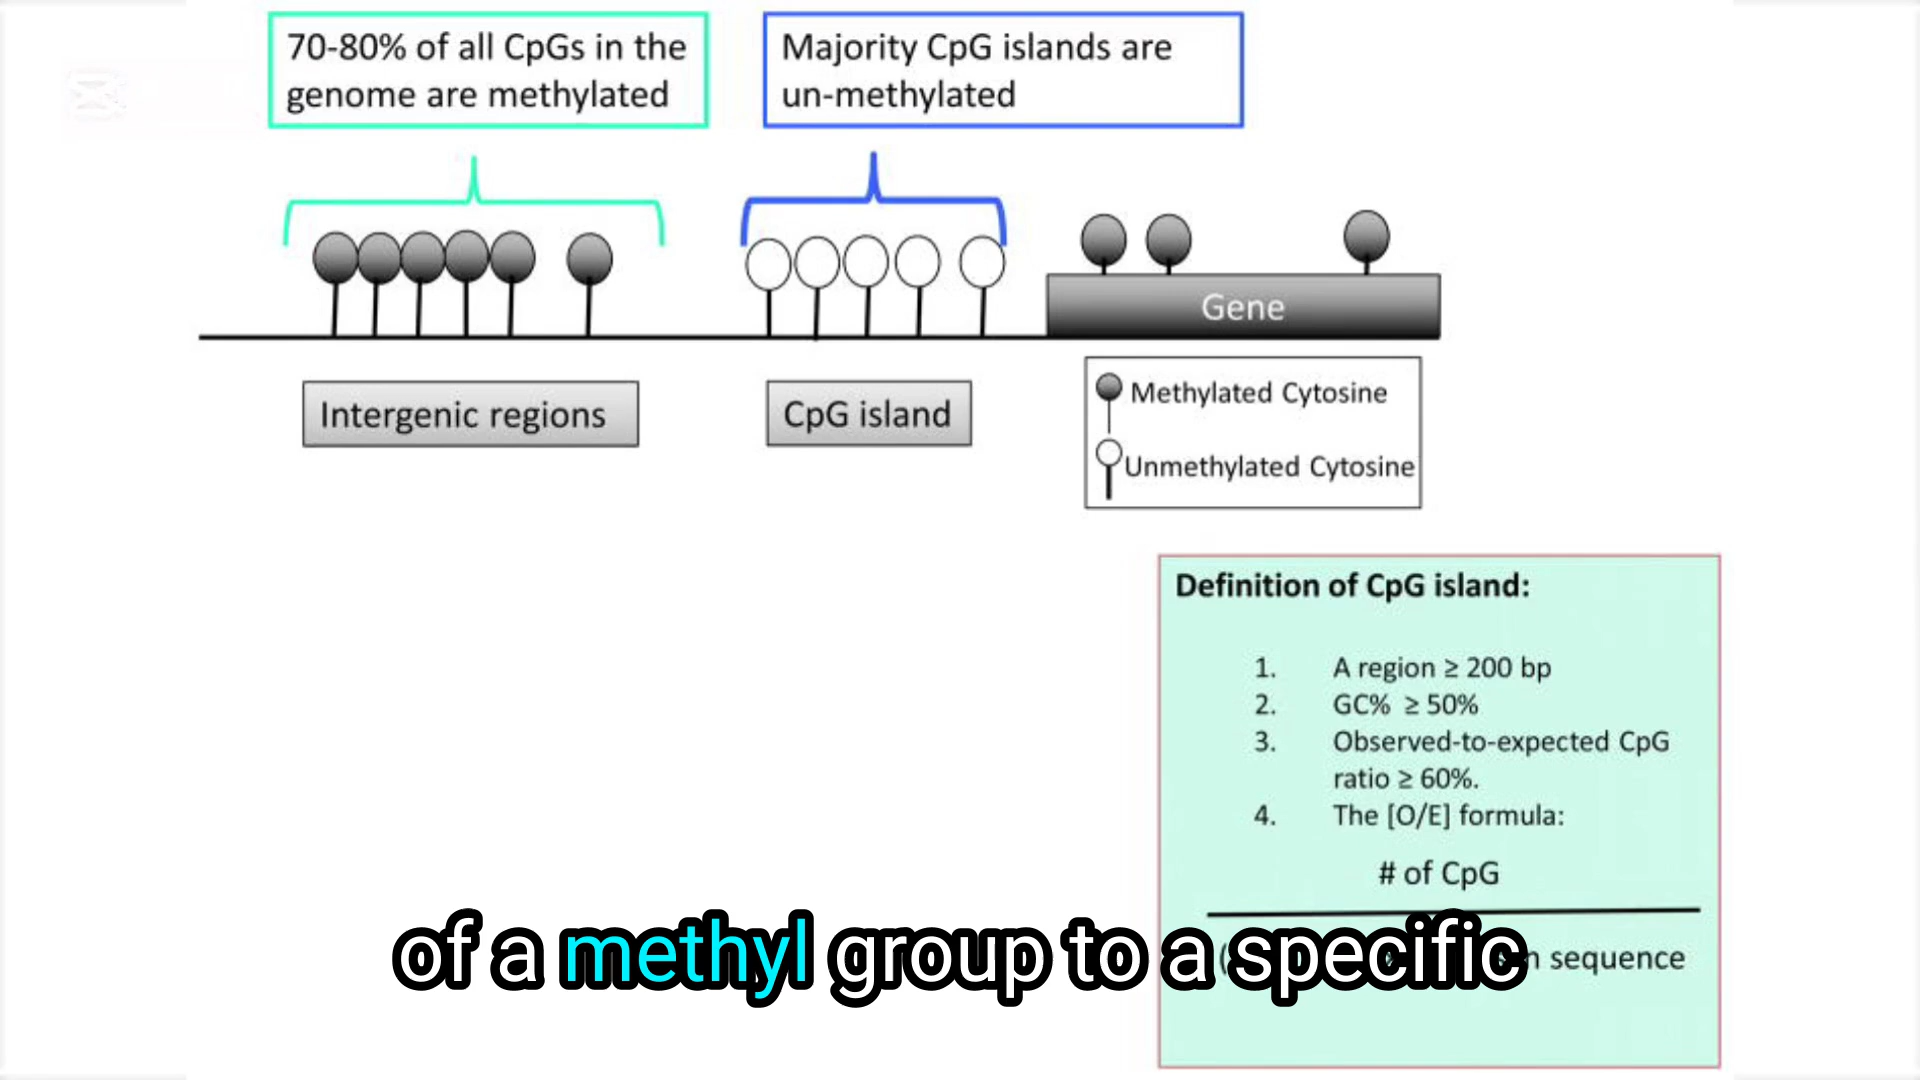 70-80% of all CpGs in the
genome are methylated
Majority CpG islands are
un-methylated
Gene
Intergenic regions
CpG island
Methylated Cytosine
Unmethylated Cytosine
Definition of CpG island:
1. A region ≥ 200 bp
2. GC% ≥ 50%
3. Observed-to-expected CpG
ratio ≥ 60%.
4. The [O/E] formula:
# of CpG
sequence
of a methyl group to a specific